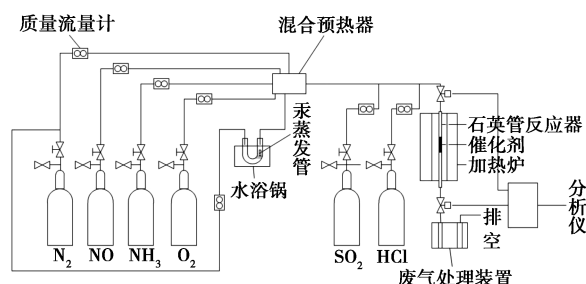 质量流量计
混合预热器
汞蒸发管
水浴锅
石英管反应器
催化剂
加热炉
分析仪
排空
N₂ NO NH₃ O₂ SO₂ HCl
废气处理装置